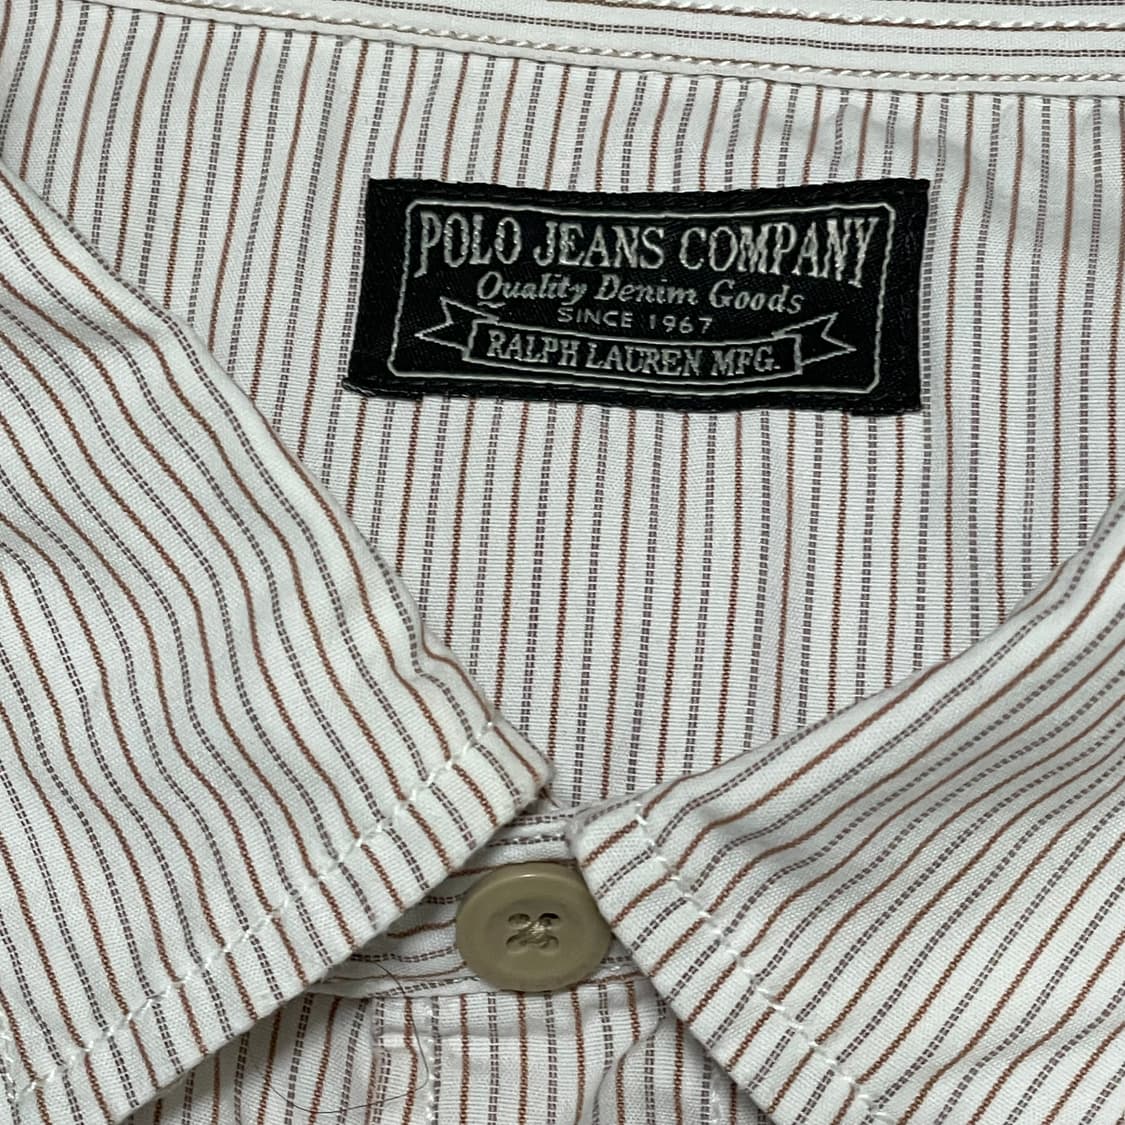 POLO JEANS COMPANY
Quality Denim Goods
SINCE 1967
RALPH LAUREN MFG.